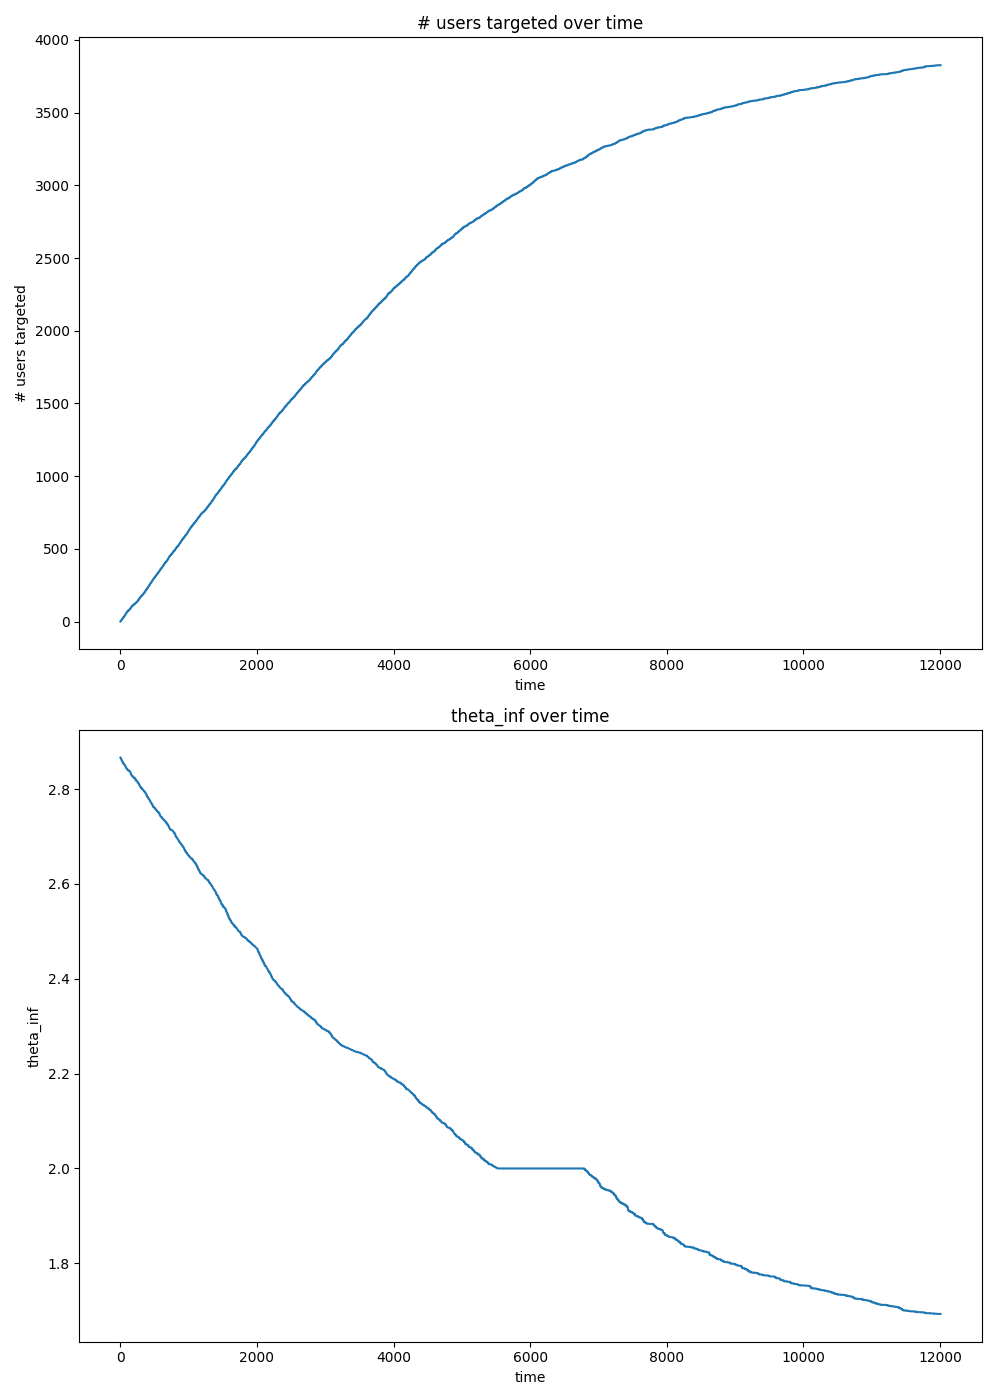 # users targeted over time
4000
3500
3000
2500
2000
1500
1000
500
0
# users targeted
0 2000 4000 6000 8000 10000 12000
time
theta_inf over time
2.8
2.6
2.4
2.2
2.0
1.8
theta_inf
0 2000 4000 6000 8000 10000 12000
time